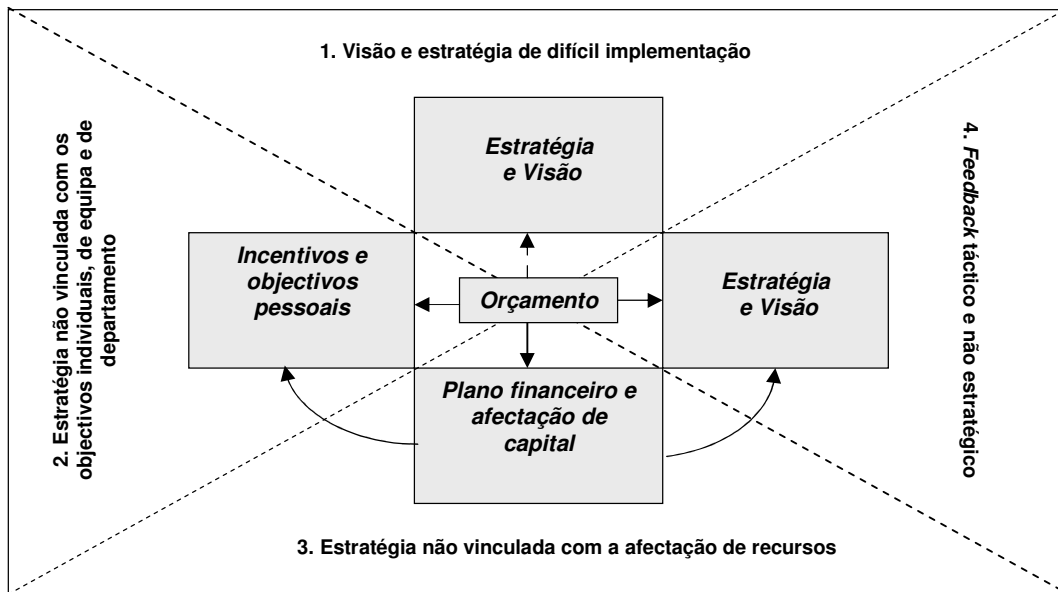 1. Visão e estratégia de difícil implementação
Estratégia
e Visão
2. Estratégia não vinculada com os
objectivos individuais, de equipa e de
departamento
Incentivos e
objectivos
pessoais
Orçamento
Estratégia
e Visão
4. Feedback táctico e não estratégico
Plano financeiro e
afectação de
capital
3. Estratégia não vinculada com a afectação de recursos